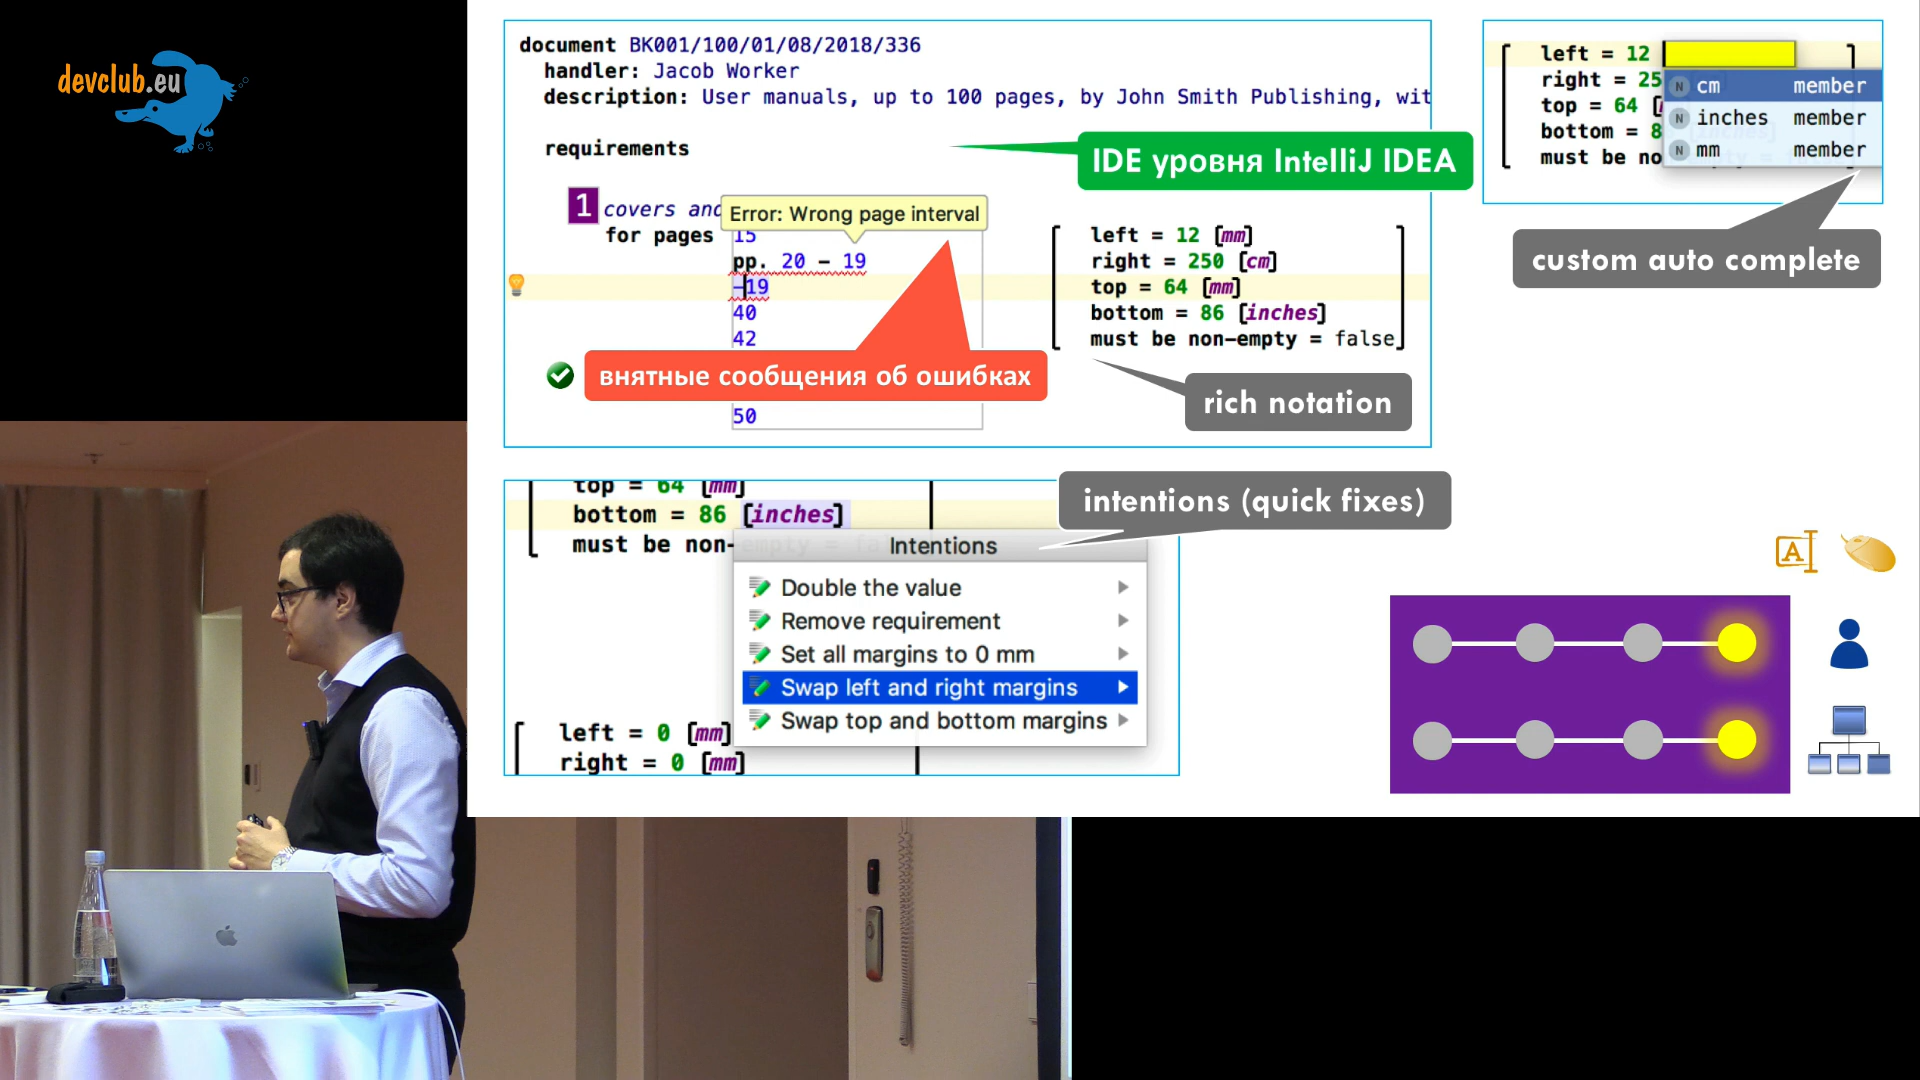 devclub.eu
document BK001/100/01/08/2018/336
handler: Jacob Worker
description: User manuals, up to 100 pages, by John Smith Publishing, wit
requirements
IDE уровня IntelliJ IDEA
1 covers and
Error: Wrong page interval
for pages 15
pp. 20 – 19
–19
40
42
50
внятные сообщения об ошибках
left = 12 [mm]
right = 250 [cm]
top = 64 [mm]
bottom = 86 [inches]
must be non-empty = false
rich notation
left = 12
right = 25
top = 64 [
bottom = 8
must be no
cm member
inches member
mm member
custom auto complete
top = 64 [mm]
bottom = 86 [inches]
must be non-empty = fa
intentions (quick fixes)
Intentions
Double the value
Remove requirement
Set all margins to 0 mm
Swap left and right margins
Swap top and bottom margins
left = 0 [mm]
right = 0 [mm]
A